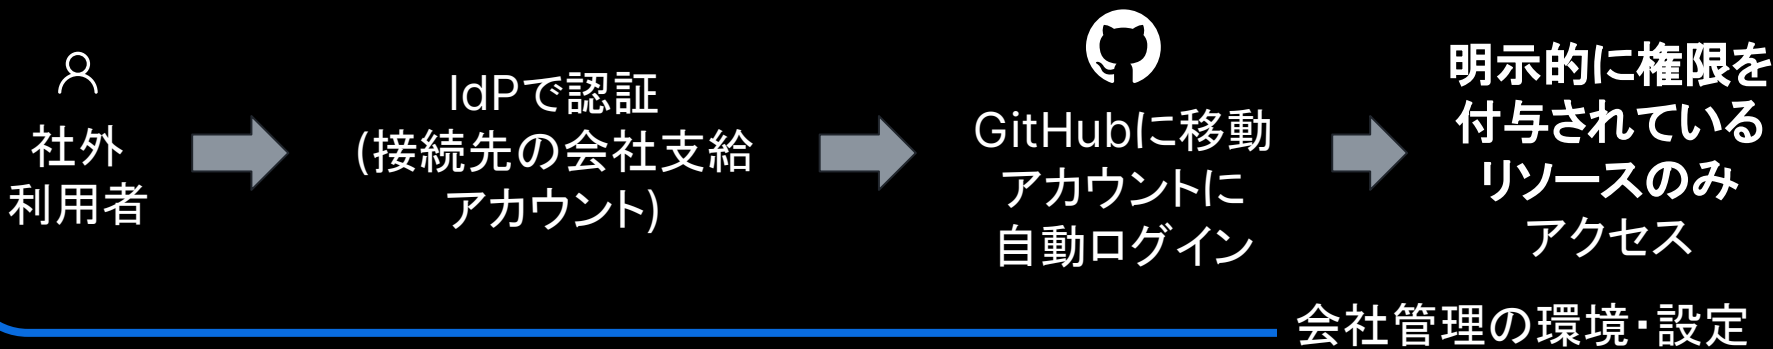 社外
利用者
IdPで認証
(接続先の会社支給
アカウント)
GitHubに移動
アカウントに
自動ログイン
明示的に権限を
付与されている
リソースのみ
アクセス
会社管理の環境・設定